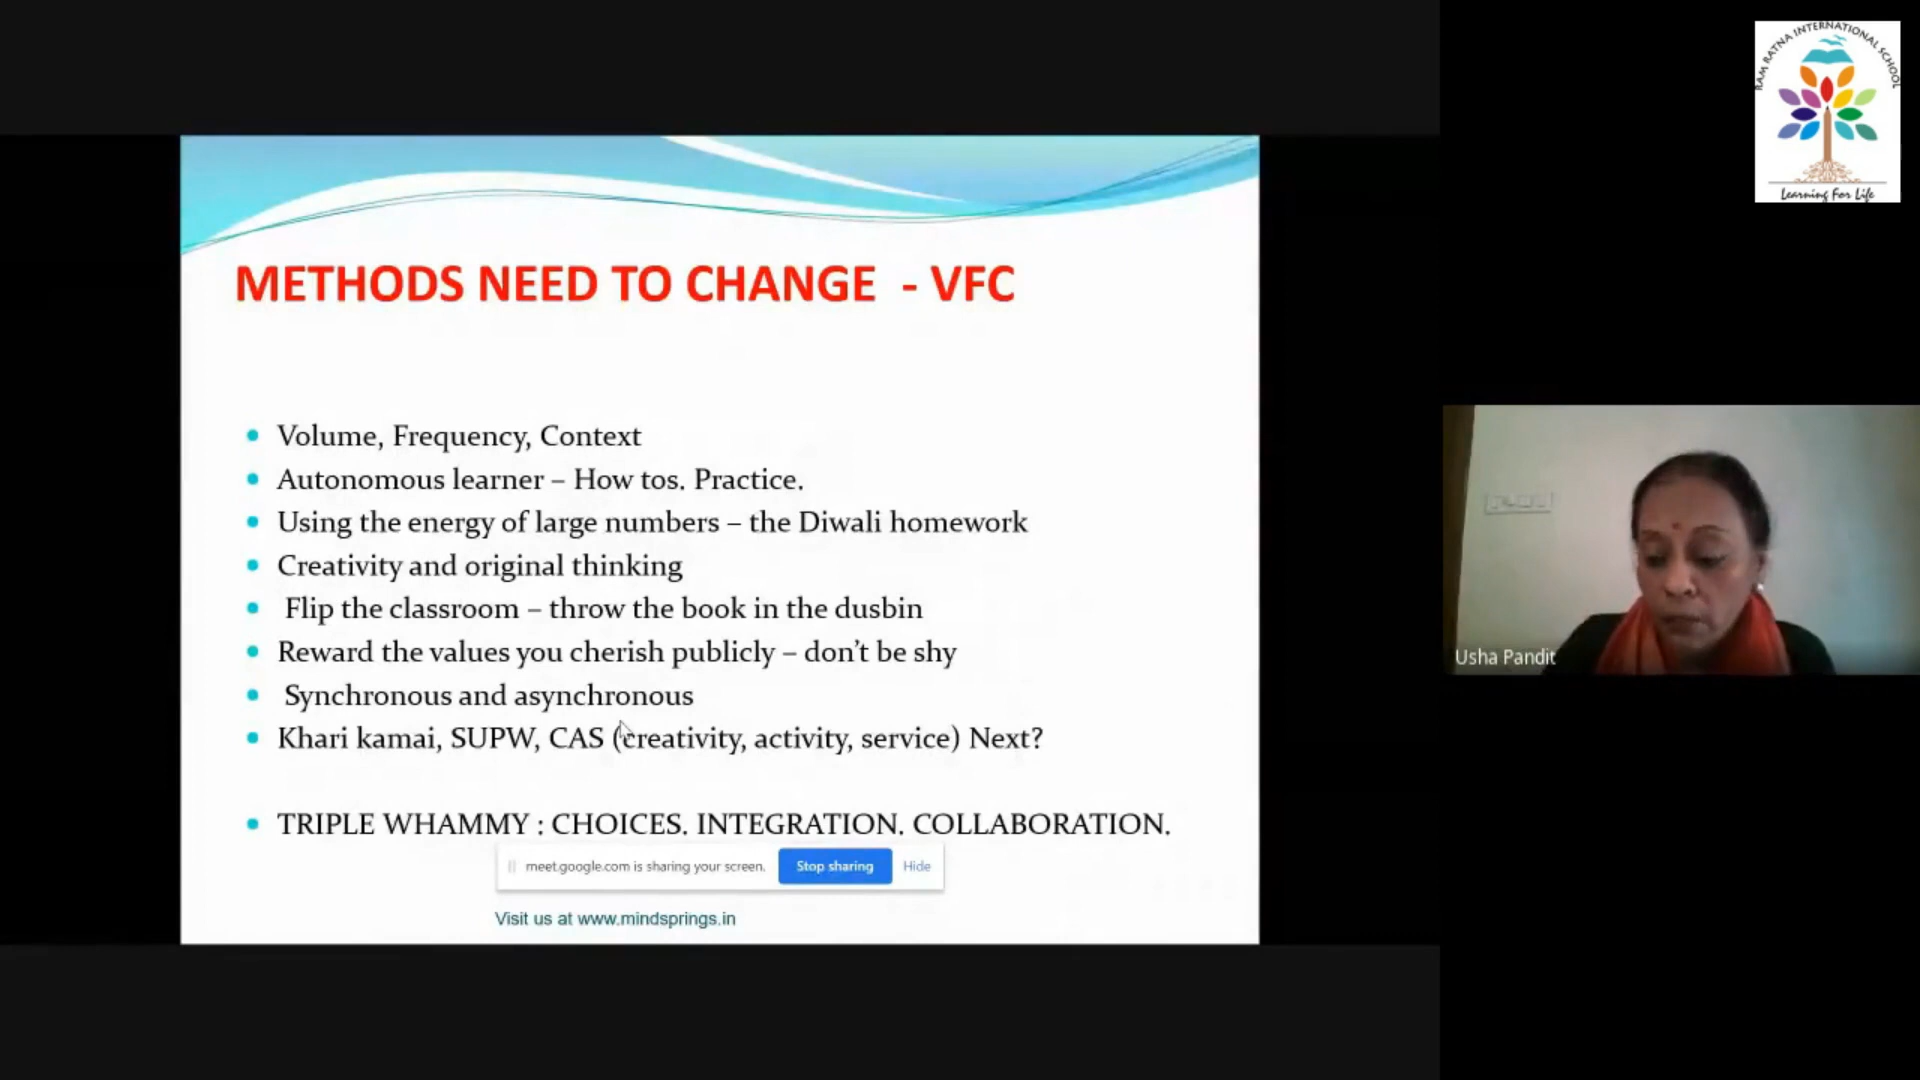 RAM RATNA INTERNATIONAL SCHOOL
Learning For Life
METHODS NEED TO CHANGE - VFC
• Volume, Frequency, Context
• Autonomous learner – How tos. Practice.
• Using the energy of large numbers – the Diwali homework
• Creativity and original thinking
• Flip the classroom – throw the book in the dusbin
• Reward the values you cherish publicly – don't be shy
• Synchronous and asynchronous
• Khari kamai, SUPW, CAS (creativity, activity, service) Next?
• TRIPLE WHAMMY : CHOICES. INTEGRATION. COLLABORATION.
meet.google.com is sharing your screen. Stop sharing Hide
Visit us at www.mindsprings.in
Usha Pandit